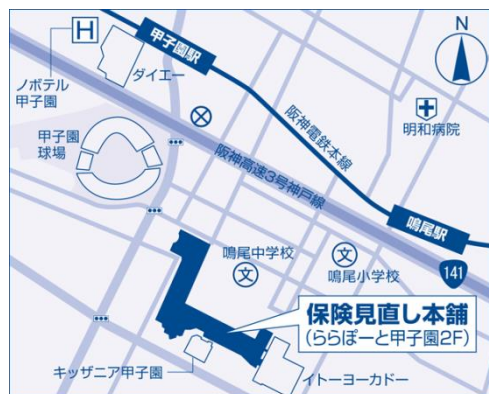 甲子園駅
N
H
ノボテル
甲子園
ダイエー
阪神電鉄本線
明和病院
甲子園
球場
阪神高速3号神戸線
鳴尾駅
鳴尾中学校
文
文
鳴尾小学校
141
保険見直し本舗
(ららぽーと甲子園2F)
キッザニア甲子園
イトーヨーカドー